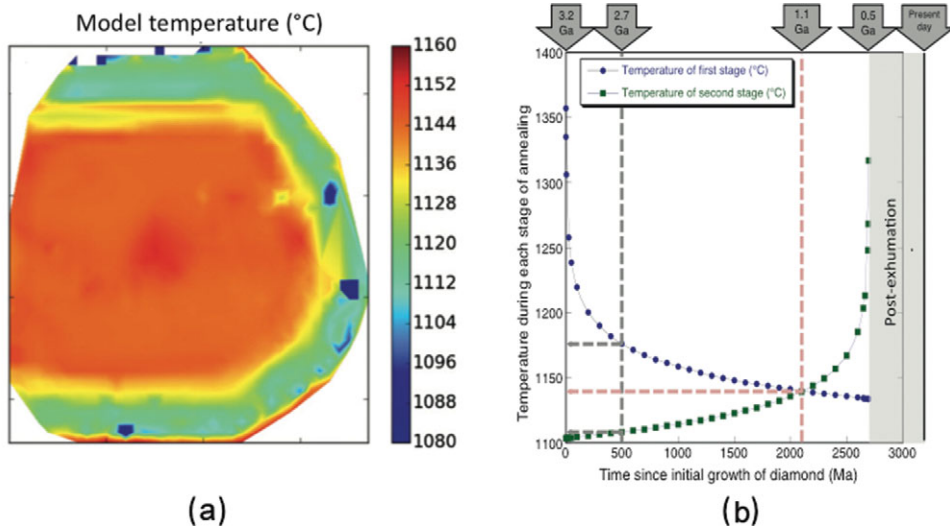 Model temperature (°C)
1160
1152
1144
1136
1128
1120
1112
1104
1096
1088
1080
(a)
3.2 Ga
2.7 Ga
1.1 Ga
0.5 Ga
Present day
Temperature during each stage of annealing
1400
1350
1300
1250
1200
1150
1100
Temperature of first stage (°C)
Temperature of second stage (°C)
Post-exhumation
0 500 1000 1500 2000 2500 3000
Time since initial growth of diamond (Ma)
(b)